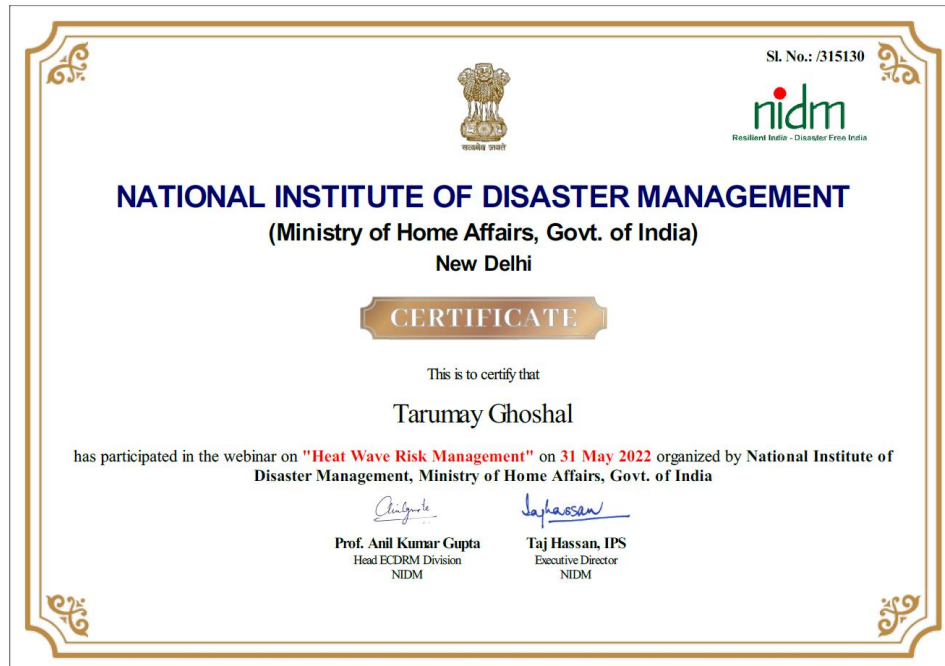 Sl. No.: /315130
सत्यमेव जयते
nidm
Resilient India - Disaster Free India
NATIONAL INSTITUTE OF DISASTER MANAGEMENT
(Ministry of Home Affairs, Govt. of India)
New Delhi
CERTIFICATE
This is to certify that
Tarumay Ghoshal
has participated in the webinar on "Heat Wave Risk Management" on 31 May 2022 organized by National Institute of
Disaster Management, Ministry of Home Affairs, Govt. of India
Tajhassan
Prof. Anil Kumar Gupta
Head ECDRM Division
NIDM
Taj Hassan, IPS
Executive Director
NIDM